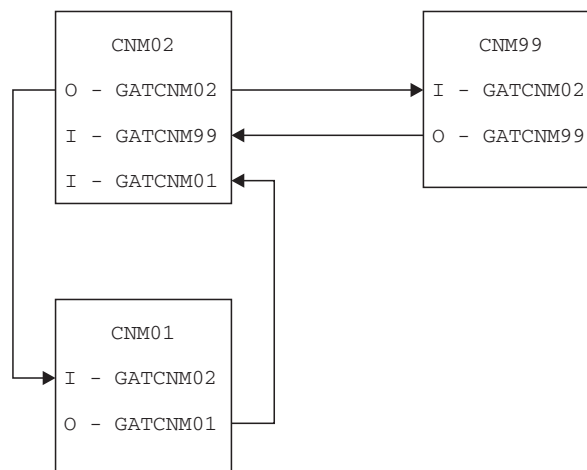 CNM02
O - GATCNM02
I - GATCNM99
I - GATCNM01
CNM99
I - GATCNM02
O - GATCNM99
CNM01
I - GATCNM02
O - GATCNM01